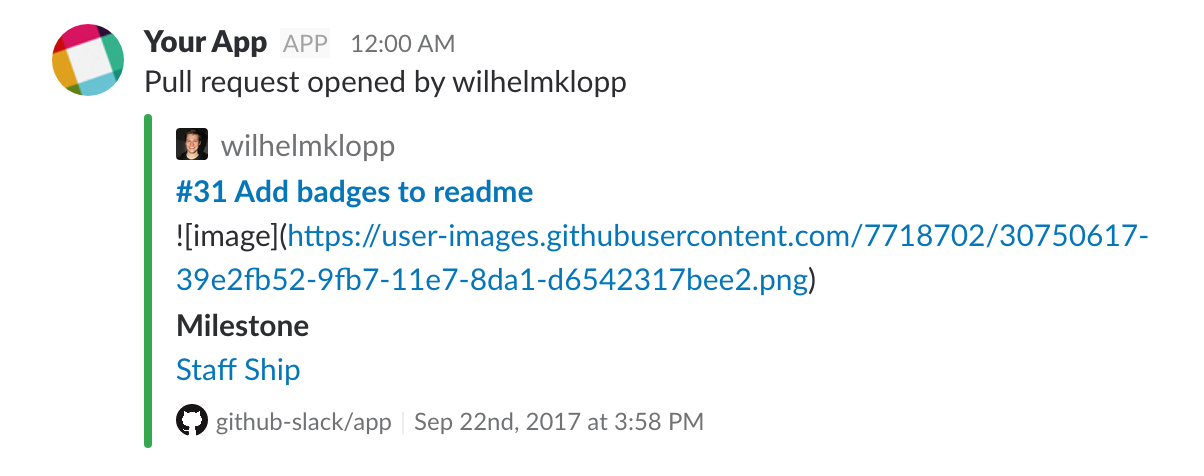 Your App APP 12:00 AM
Pull request opened by wilhelmklopp
wilhelmklopp
#31 Add badges to readme
![image](https://user-images.githubusercontent.com/7718702/30750617-
39e2fb52-9fb7-11e7-8da1-d6542317bee2.png)
Milestone
Staff Ship
github-slack/app | Sep 22nd, 2017 at 3:58 PM